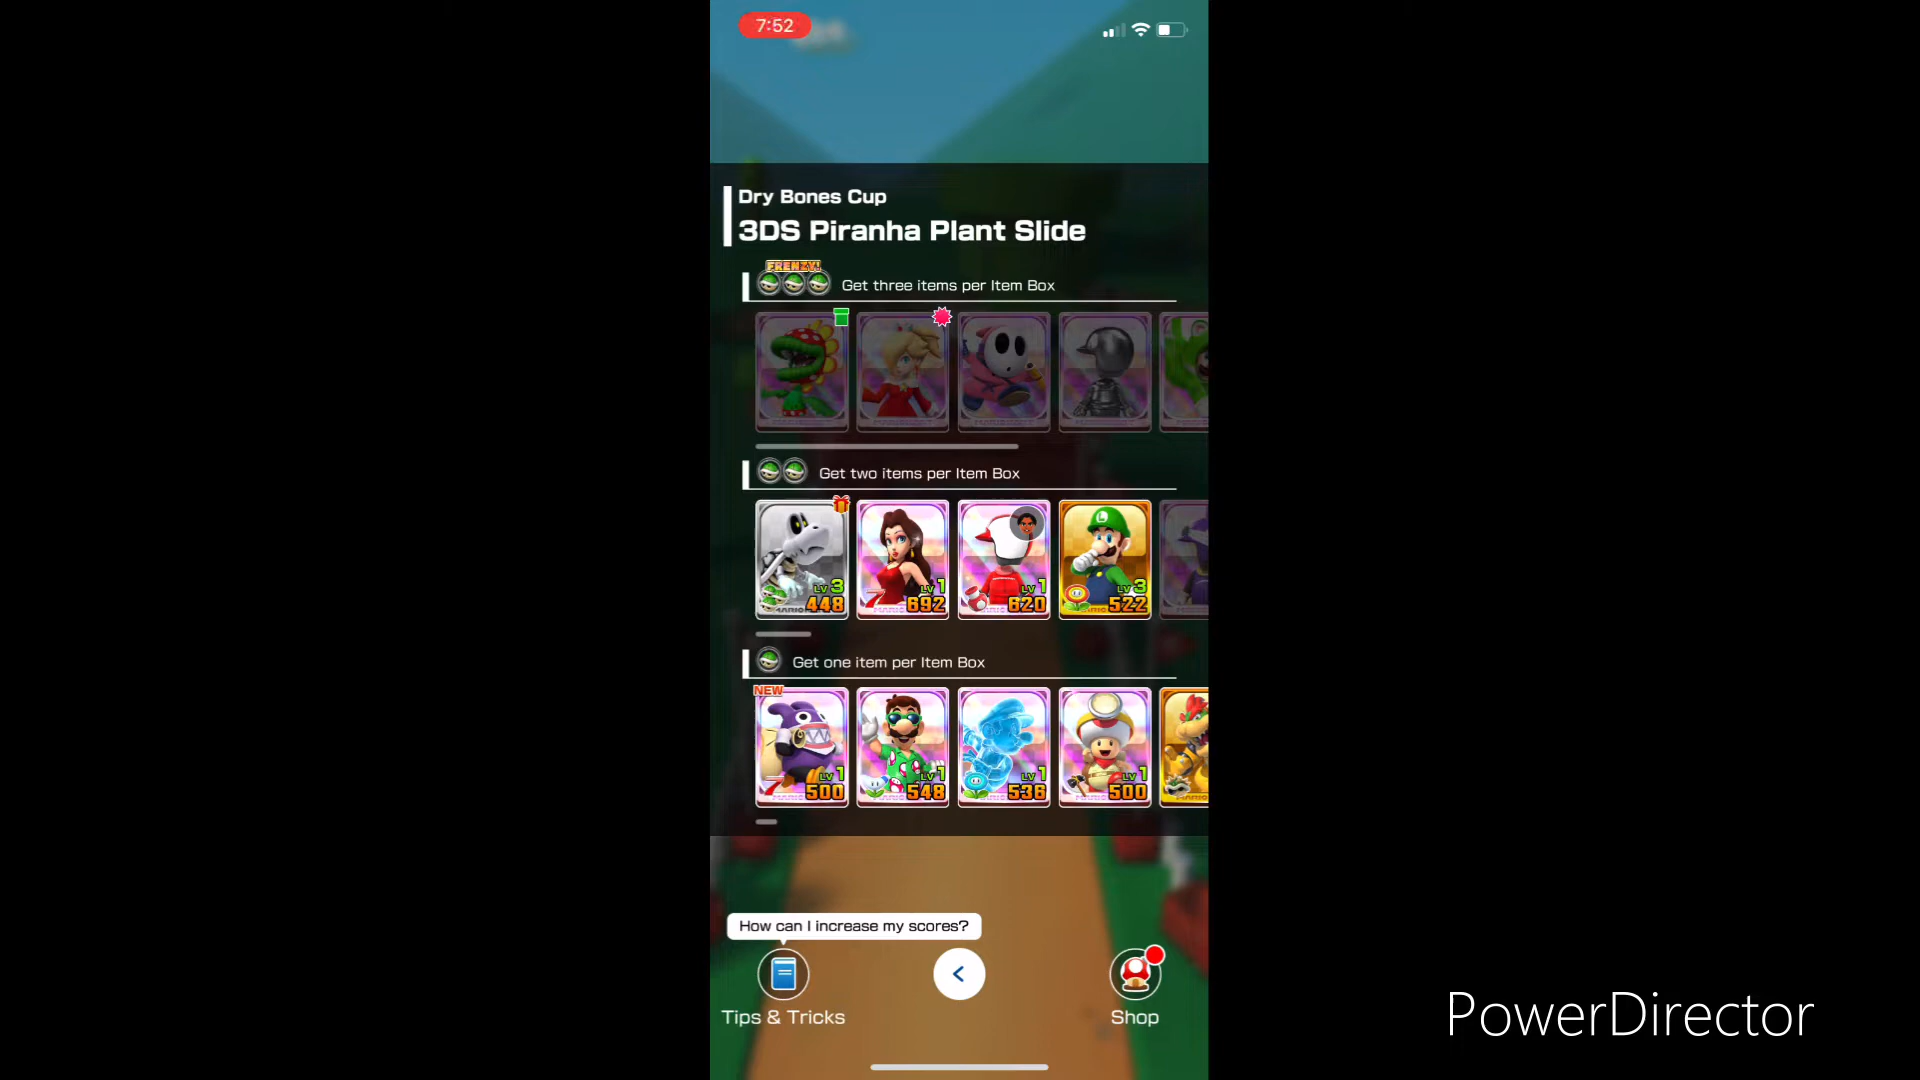 7:52
Dry Bones Cup
3DS Piranha Plant Slide
FRENZY!
Get three items per Item Box
Get two items per Item Box
LV 3
448
LV 1
692
LV 1
620
LV 3
522
Get one item per Item Box
NEW
LV 1
500
LV 1
548
LV 1
536
LV 1
500
How can I increase my scores?
Tips & Tricks
Shop
PowerDirector